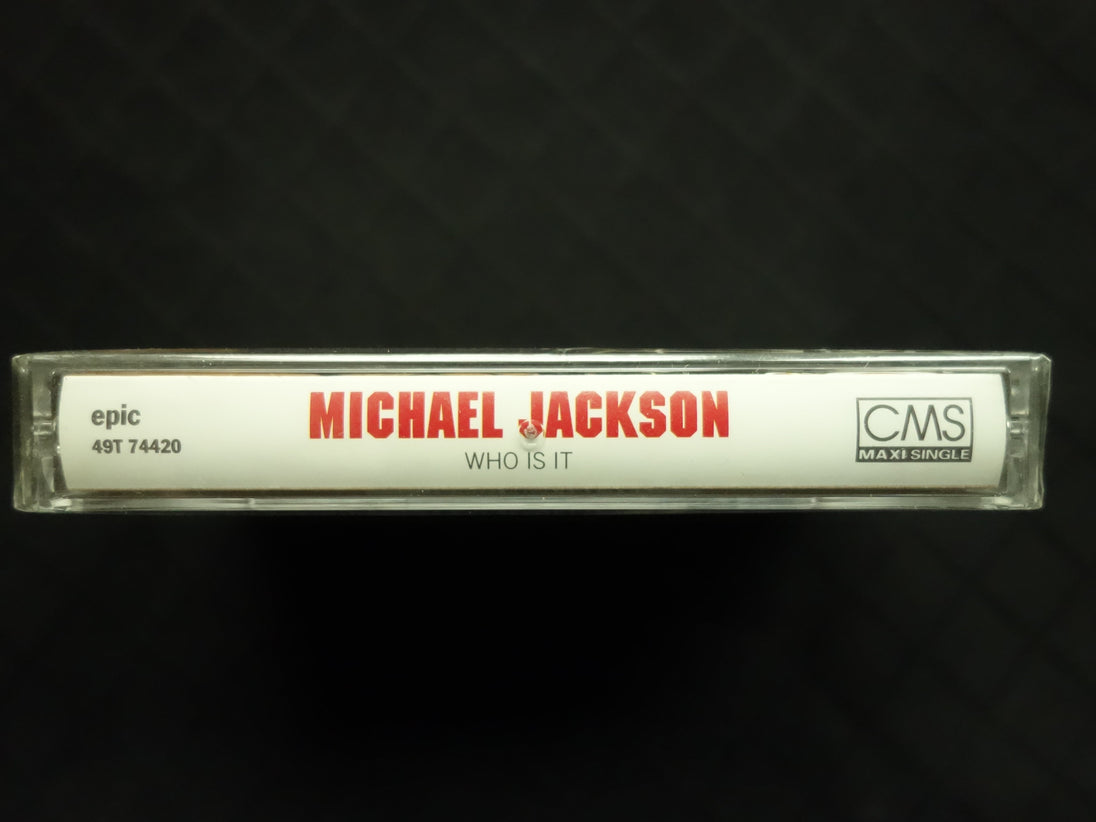 epic
49T 74420
MICHAEL JACKSON
WHO IS IT
CMS
MAXI SINGLE